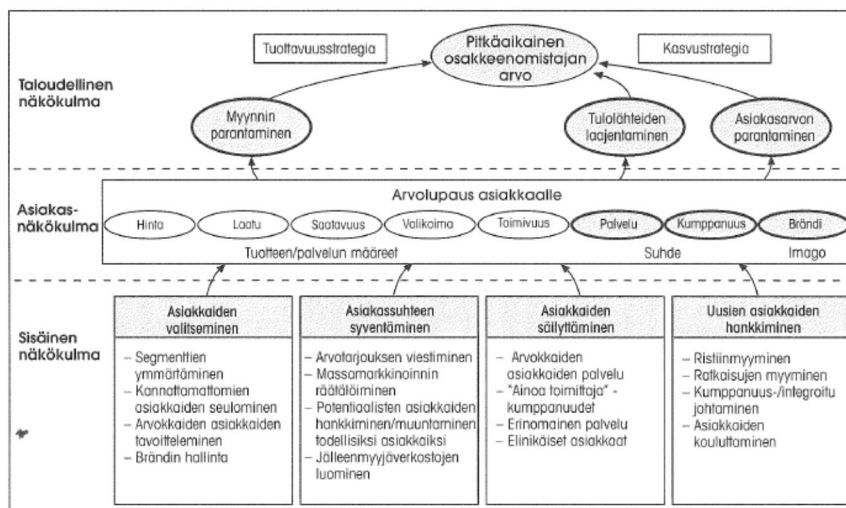 Tuottavuusstrategia
Pitkäaikainen
osakkeenomistajan
arvo
Kasvustrategia
Taloudellinen
näkökulma
Myynnin
parantaminen
Tulolähteiden
laajentaminen
Asiakasarvon
parantaminen
Asiakas-
näkökulma
Arvolupaus asiakkaalle
Hinta
Laatu
Saatavuus
Valikoima
Toimivuus
Palvelu
Kumppanuus
Brändi
Tuotteen/palvelun määreet
Suhde
Imago
Sisäinen
näkökulma
Asiakkaiden
valitseminen
– Segmenttien
ymmärtäminen
– Kannattamattomien
asiakkaiden seulominen
– Arvokkaiden asiakkaiden
tavoitteleminen
– Brändin hallinta
Asiakassuhteen
syventäminen
– Arvotarjouksen viestiminen
– Massamarkkinoinnin
räätälöiminen
– Potentiaalisten asiakkaiden
hankkiminen/muuntaminen
todellisiksi asiakkaiksi
– Jälleenmyyjäverkostojen
luominen
Asiakkaiden
säilyttäminen
– Arvokkaiden
asiakkaiden palvelu
– "Ainoa toimittaja" -
kumppanuudet
– Erinomainen palvelu
– Elinikäiset asiakkaat
Uusien asiakkaiden
hankkiminen
– Ristiinmyyminen
– Ratkaisujen myyminen
– Kumppanuus-/integroitu
johtaminen
– Asiakkaiden
kouluttaminen